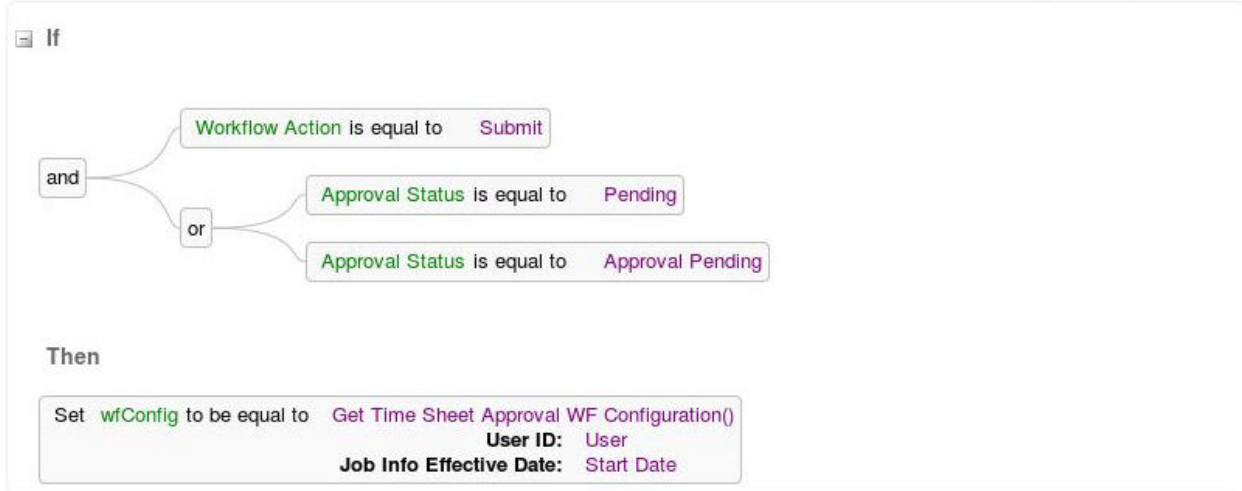 If
Workflow Action is equal to Submit
and
Approval Status is equal to Pending
or
Approval Status is equal to Approval Pending
Then
Set wfConfig to be equal to Get Time Sheet Approval WF Configuration()
User ID: User
Job Info Effective Date: Start Date